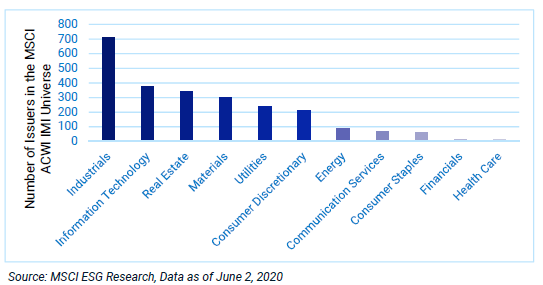 Number of Issuers in the MSCI
ACWI IMI Universe
800
700
600
500
400
300
200
100
0
Industrials
Information Technology
Real Estate
Materials
Utilities
Consumer Discretionary
Energy
Communication Services
Consumer Staples
Financials
Health Care
Source: MSCI ESG Research, Data as of June 2, 2020